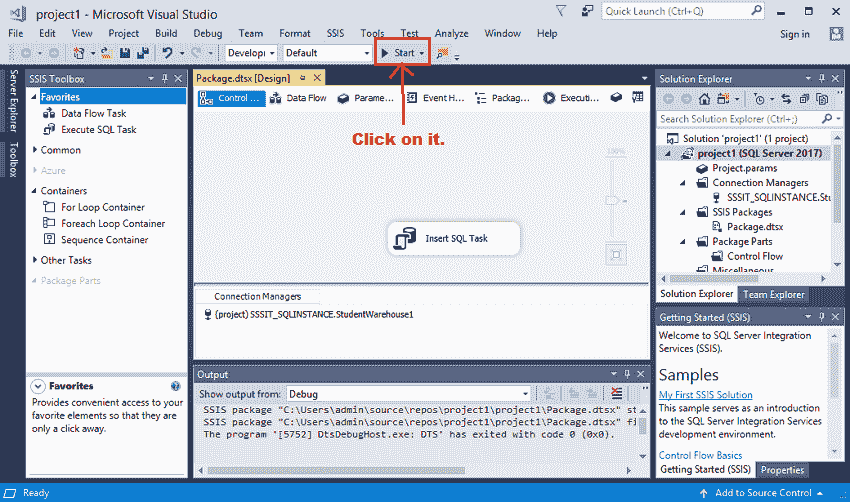 project1 - Microsoft Visual Studio
Quick Launch (Ctrl+Q)
File Edit View Project Build Debug Team Format SSIS Tools Test Analyze Window Help
Sign in
Developı Default Start
Server Explorer
Toolbox
SSIS Toolbox
Favorites
Data Flow Task
Execute SQL Task
Common
Azure
Containers
For Loop Container
Foreach Loop Container
Sequence Container
Other Tasks
Package Parts
Favorites
Provides convenient access to your
favorite elements so that they are
only a click away.
Package.dtsx [Design]
Control ... Data Flow Parame... Event H... Packag... Executi...
Click on it.
100%
Insert SQL Task
Connection Managers
(project) SSSIT_SQLINSTANCE.StudentWarehouse1
Output
Show output from: Debug
SSIS package "C:\Users\admin\source\repos\project1\project1\Package.dtsx" st
SSIS package "C:\Users\admin\source\repos\project1\project1\Package.dtsx" fi
The program '[5752] DtsDebugHost.exe: DTS' has exited with code 0 (0x0).
Solution Explorer
Search Solution Explorer (Ctrl+;)
Solution 'project1' (1 project)
project1 (SQL Server 2017)
Project.params
Connection Managers
SSSIT_SQLINSTANCE.Stu
SSIS Packages
Package.dtsx
Package Parts
Control Flow
Miscellaneous
Solution Explorer Team Explorer
Getting Started (SSIS)
Welcome to SQL Server Integration
Services (SSIS).
Samples
My First SSIS Solution
This sample serves as an introduction
to the SQL Server Integration Services
development environment.
Control Flow Basics
Getting Started (SSIS) Properties
Ready
Add to Source Control